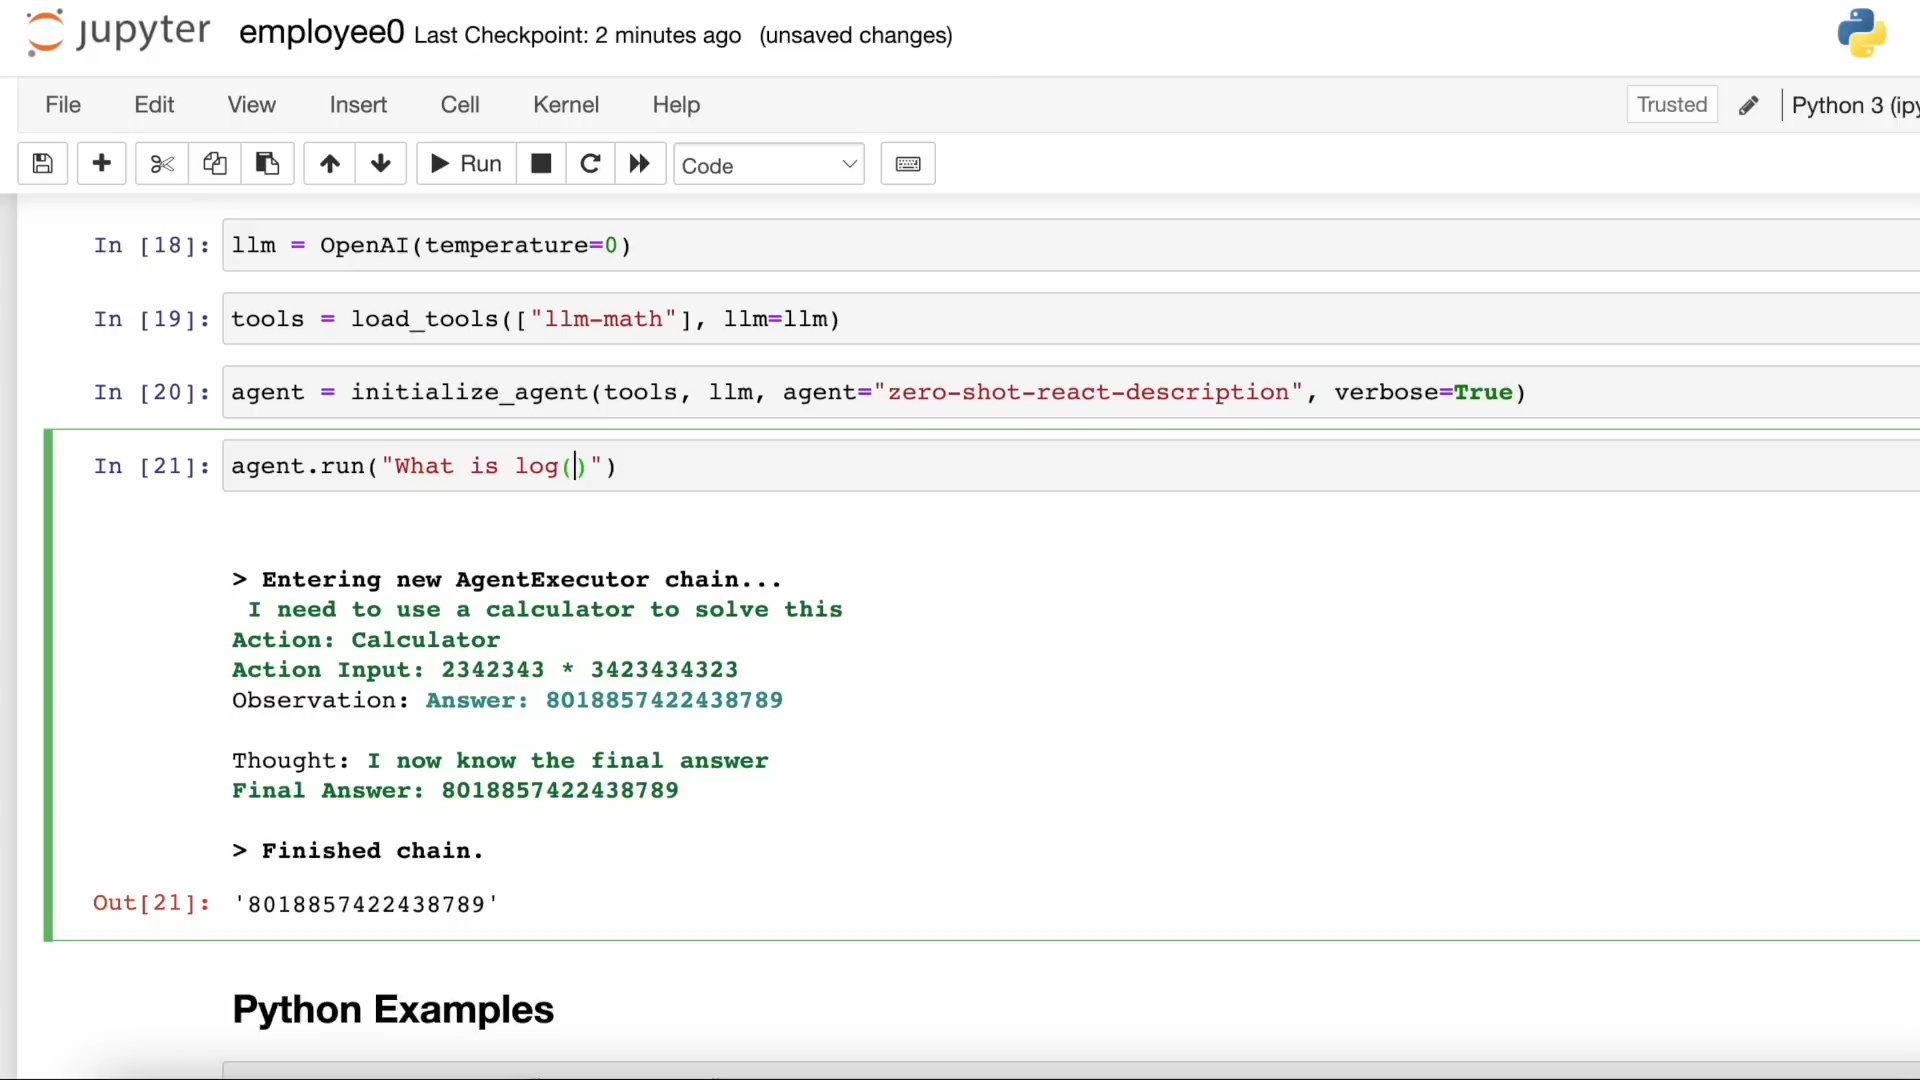 jupyter employee0 Last Checkpoint: 2 minutes ago (unsaved changes)
File Edit View Insert Cell Kernel Help Trusted Python 3 (ipy
Run Code
In [18]: llm = OpenAI(temperature=0)
In [19]: tools = load_tools(["llm-math"], llm=llm)
In [20]: agent = initialize_agent(tools, llm, agent="zero-shot-react-description", verbose=True)
In [21]: agent.run("What is log()")
> Entering new AgentExecutor chain...
I need to use a calculator to solve this
Action: Calculator
Action Input: 2342343 * 3423434323
Observation: Answer: 8018857422438789
Thought: I now know the final answer
Final Answer: 8018857422438789
> Finished chain.
Out[21]: '8018857422438789'
Python Examples